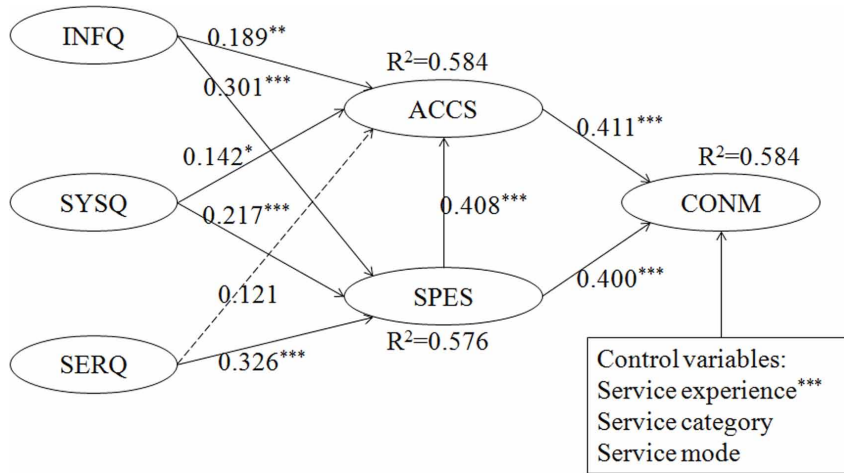 INFQ
0.189**
R²=0.584
0.301***
ACCS
0.411***
0.142*
R²=0.584
SYSQ
0.217***
0.408***
CONM
0.121
SPES
0.400***
SERQ
0.326***
R²=0.576
Control variables:
Service experience***
Service category
Service mode